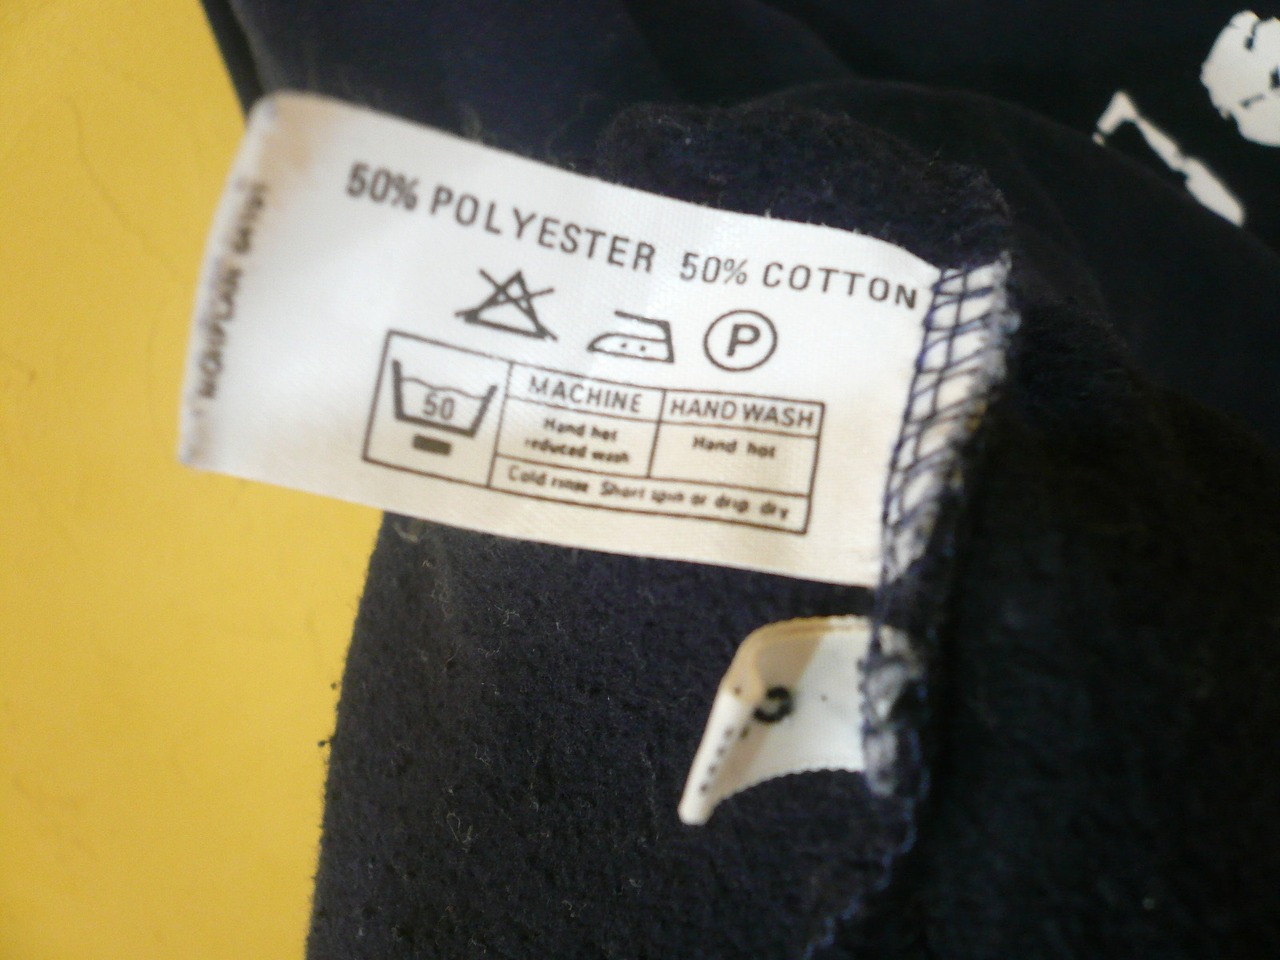 50% POLYESTER 50% COTTON
P
50
MACHINE
HAND WASH
Hand hot
reduced wash
Hand hot
Cold rinse Short spin or drip dry